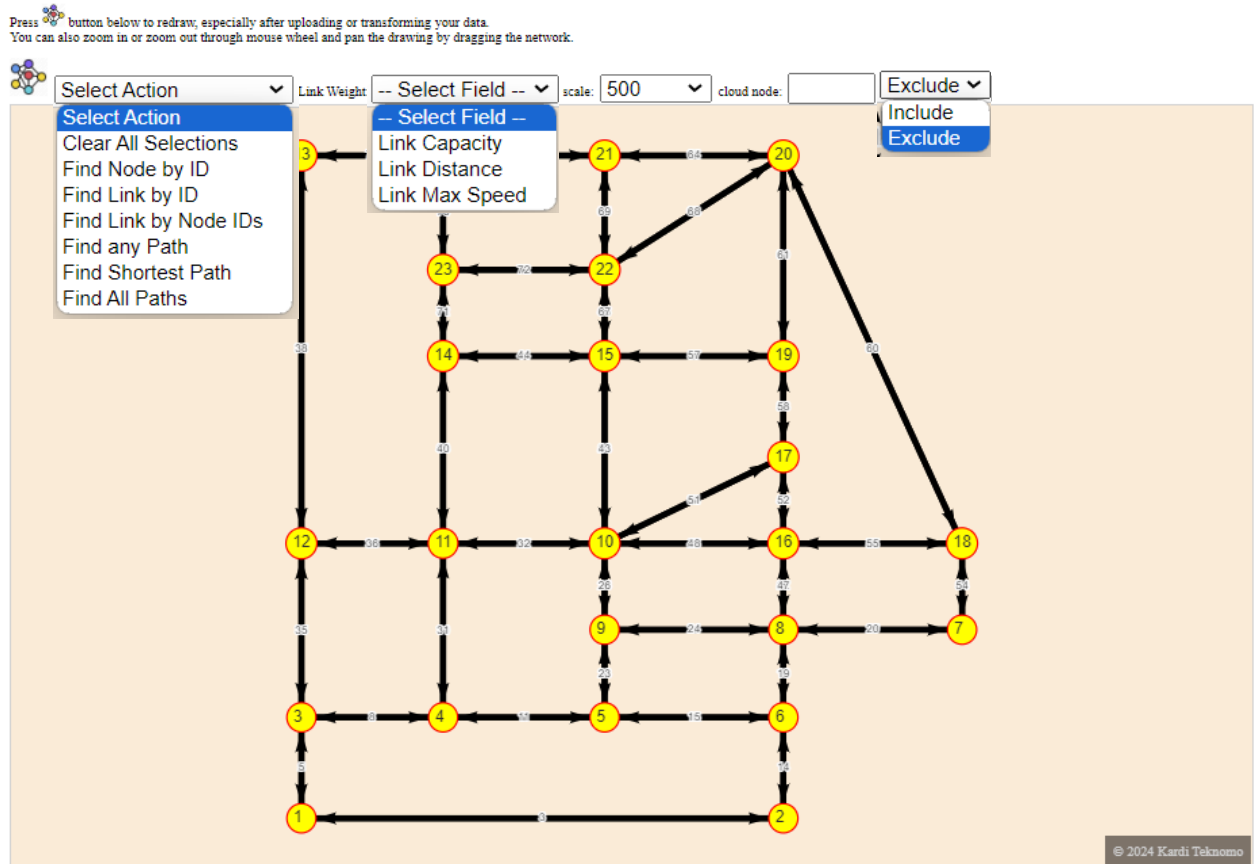 Press button below to redraw, especially after uploading or transforming your data.
You can also zoom in or zoom out through mouse wheel and pan the drawing by dragging the network.
Select Action Link Weight -- Select Field -- scale: 500 cloud node: Exclude
Select Action
Clear All Selections
Find Node by ID
Find Link by ID
Find Link by Node IDs
Find any Path
Find Shortest Path
Find All Paths
-- Select Field --
Link Capacity
Link Distance
Link Max Speed
Include
Exclude
3 21 64 20
69 68
23 72 22 61
71 67
38 14 44 15 57 19 60
58
40 43
17
51 52
12 36 11 32 10 48 16 55 18
26 47 54
35 31 9 24 8 20 7
23 19
3 8 4 11 5 15 6
5 14
1 3 2
© 2024 Kardi Teknomo